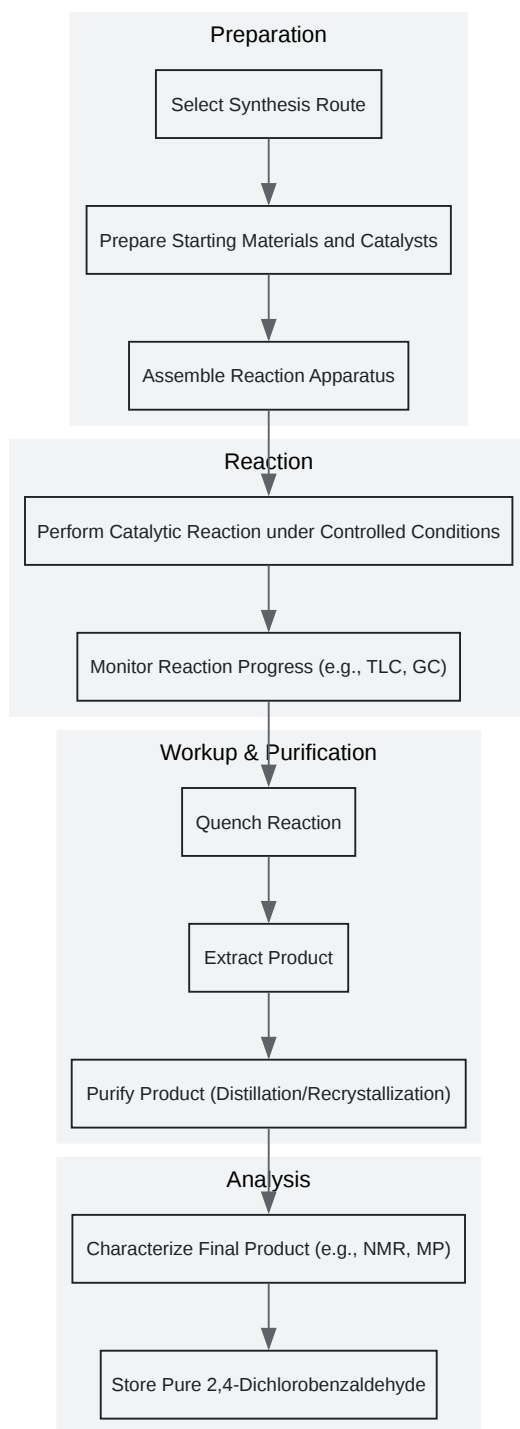 Preparation
Select Synthesis Route
Prepare Starting Materials and Catalysts
Assemble Reaction Apparatus
Reaction
Perform Catalytic Reaction under Controlled Conditions
Monitor Reaction Progress (e.g., TLC, GC)
Workup & Purification
Quench Reaction
Extract Product
Purify Product (Distillation/Recrystallization)
Analysis
Characterize Final Product (e.g., NMR, MP)
Store Pure 2,4-Dichlorobenzaldehyde